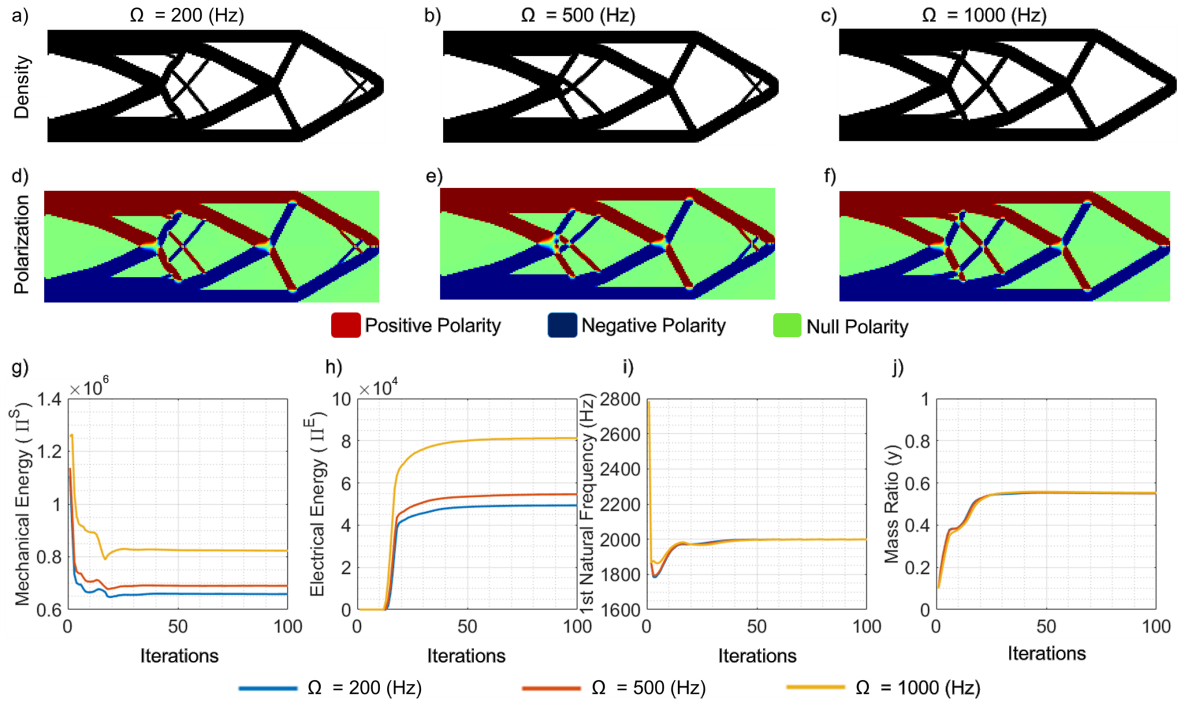 a) Ω = 200 (Hz) b) Ω = 500 (Hz) c) Ω = 1000 (Hz)
Density
d) e) f)
Polarization
Positive Polarity Negative Polarity Null Polarity
g) h) i) j)
×10⁶
1.4
1.2
1
0.8
0.6
Mechanical Energy ( Π^S)
0 50 100
Iterations
×10⁴
10
8
6
4
2
0
Electrical Energy ( Π^E)
0 50 100
Iterations
2800
2600
2400
2200
2000
1800
1600
1st Natural Frequency (Hz)
0 50 100
Iterations
1
0.8
0.6
0.4
0.2
0
Mass Ratio (y)
0 50 100
Iterations
Ω = 200 (Hz) Ω = 500 (Hz) Ω = 1000 (Hz)